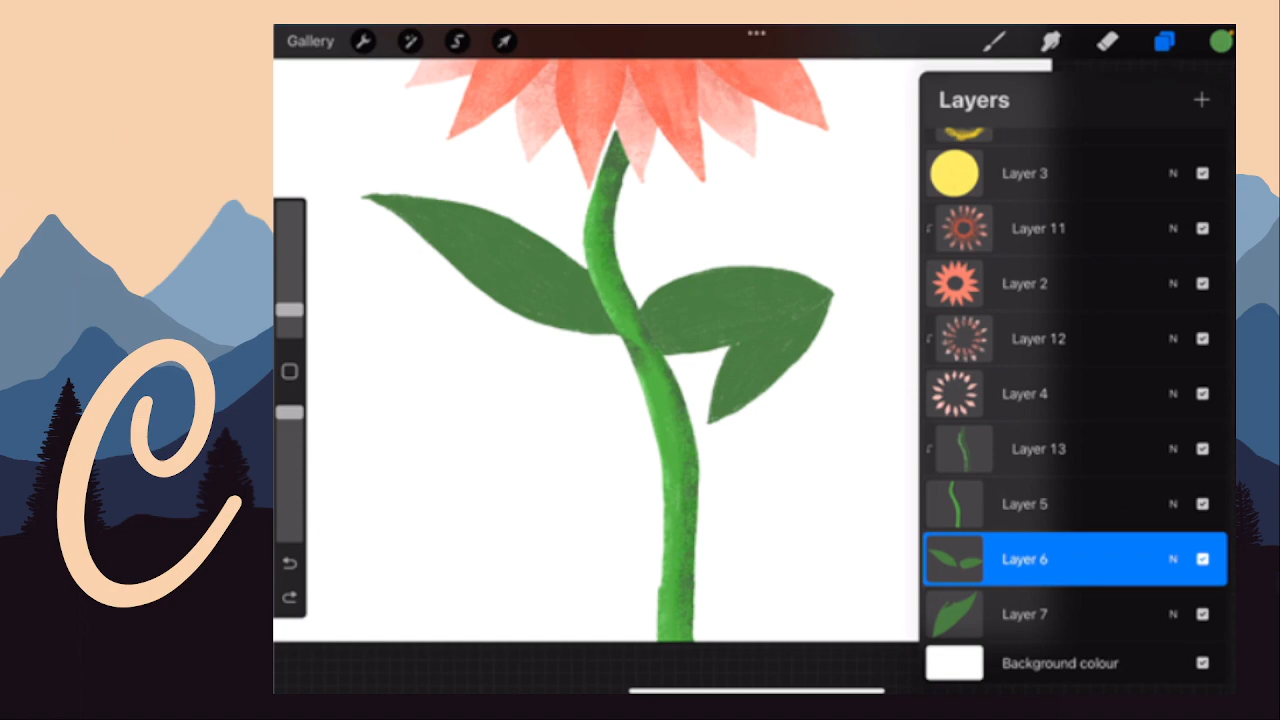 Gallery
Layers
Layer 3 N
Layer 11 N
Layer 2 N
Layer 12 N
Layer 4 N
Layer 13 N
Layer 5 N
Layer 6 N
Layer 7 N
Background colour
C